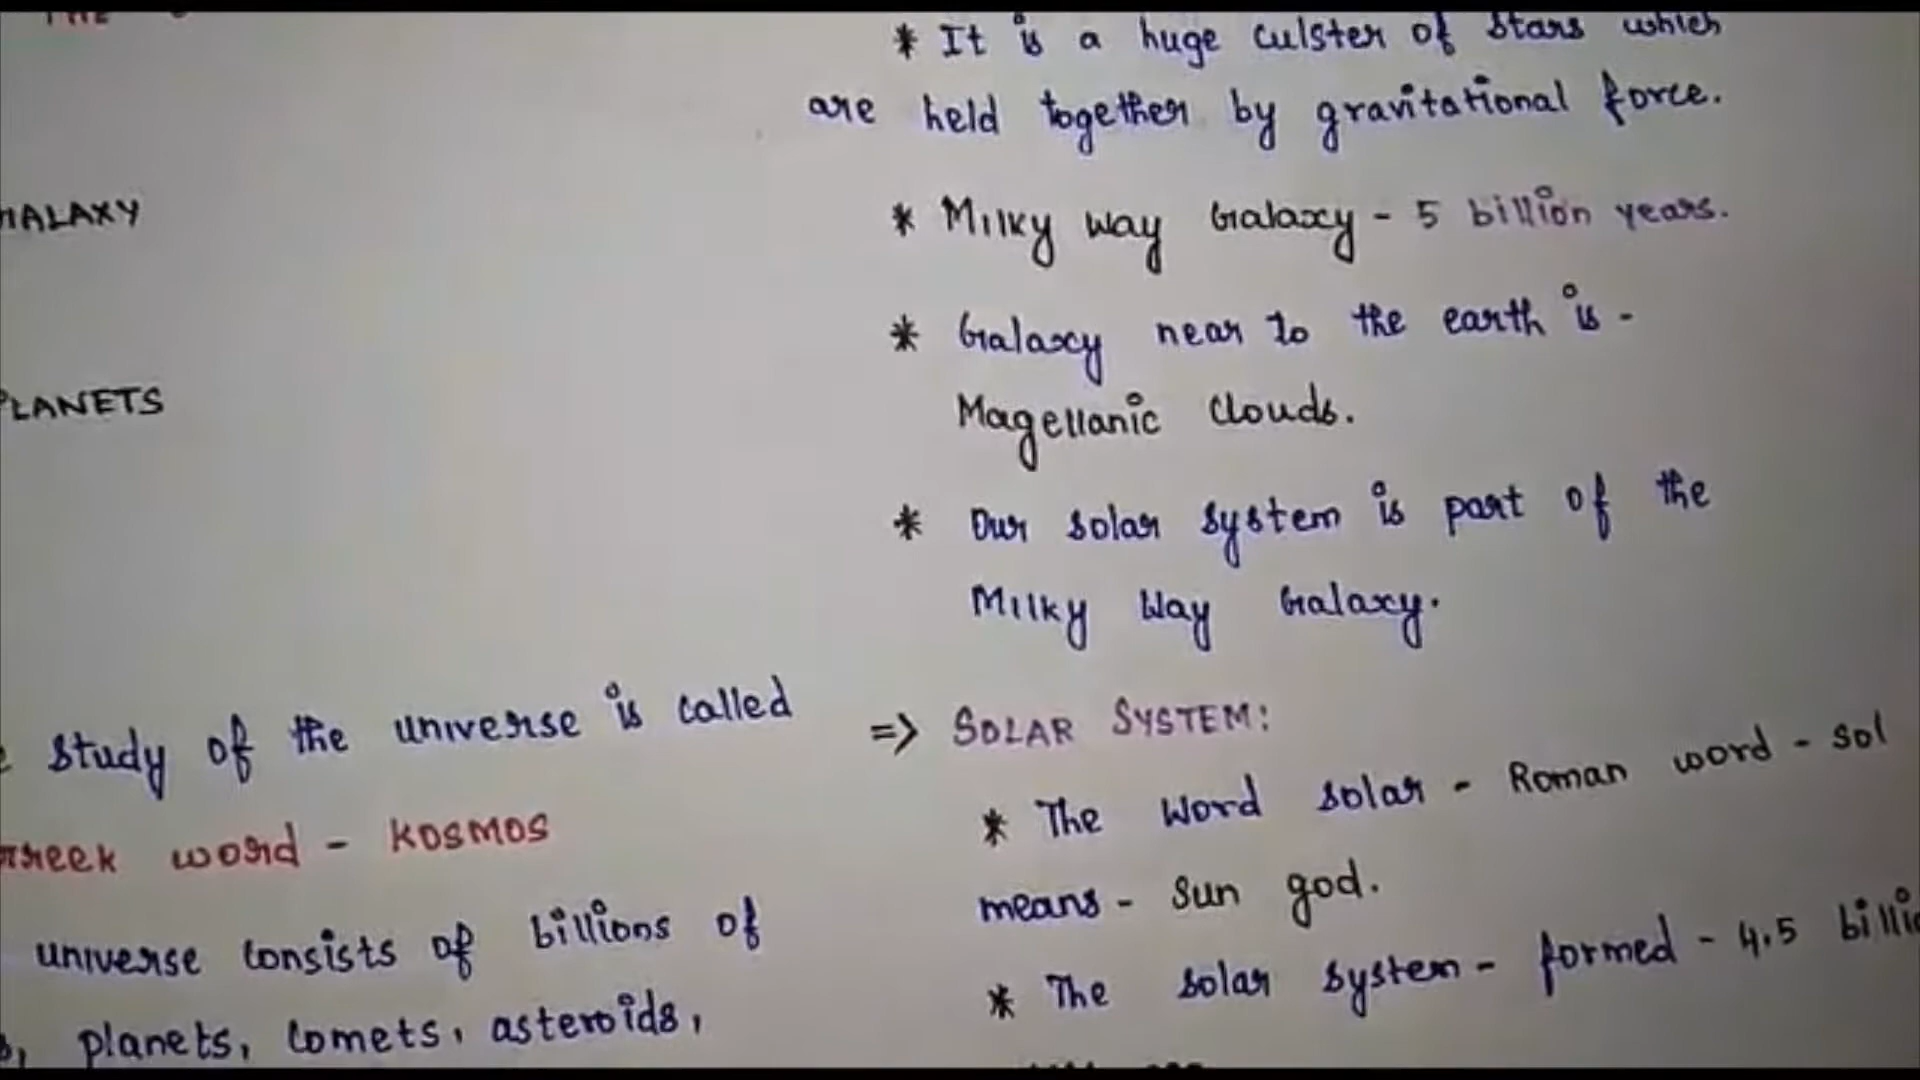 THE
GALAXY
PLANETS
study of the universe is called
Greek word - KOSMOS
universe consists of billions of
planets, comets, asteroids,
* It is a huge culster of stars which
are held together by gravitational force.
* Milky way Galaxy - 5 billion years.
* Galaxy near to the earth is -
Magellanic clouds.
* Our solar system is part of the
Milky Way Galaxy.
=> SOLAR SYSTEM:
* The word solar - Roman word - sol
means - sun god.
* The solar system - formed - 4.5 billio